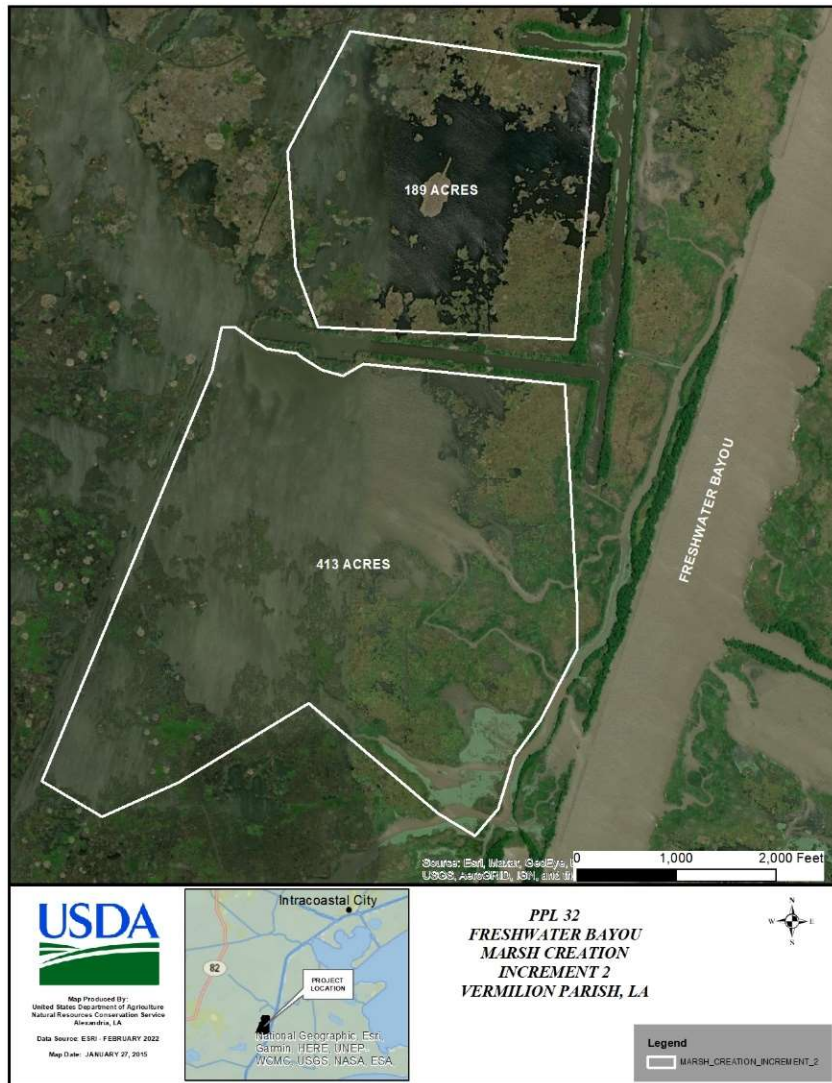 189 ACRES
413 ACRES
FRESHWATER BAYOU
Source: Esri, Maxar, GeoEye,
USGS, AeroGRID, IGN, and
0 1,000 2,000 Feet
USDA
Map Produced By:
United States Department of Agriculture
Natural Resources Conservation Service
Alexandria, LA
Data Source: ESRI - FEBRUARY 2022
Map Date: JANUARY 27, 2015
Intracoastal City
82
PROJECT
LOCATION
National Geographic, Esri,
Garmin, HERE, UNEP-
WCMC, USGS, NASA, ESA,
PPL 32
FRESHWATER BAYOU
MARSH CREATION
INCREMENT 2
VERMILION PARISH, LA
N
W E
S
Legend
MARSH_CREATION_INCREMENT_2